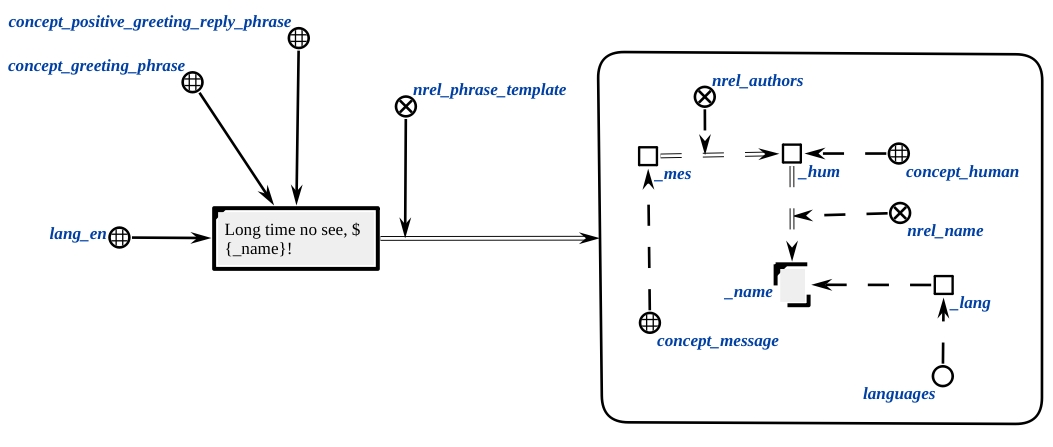 concept_positive_greeting_reply_phrase
concept_greeting_phrase
nrel_phrase_template
lang_en
Long time no see, $
{_name}!
nrel_authors
_mes
_hum
concept_human
nrel_name
_name
_lang
concept_message
languages